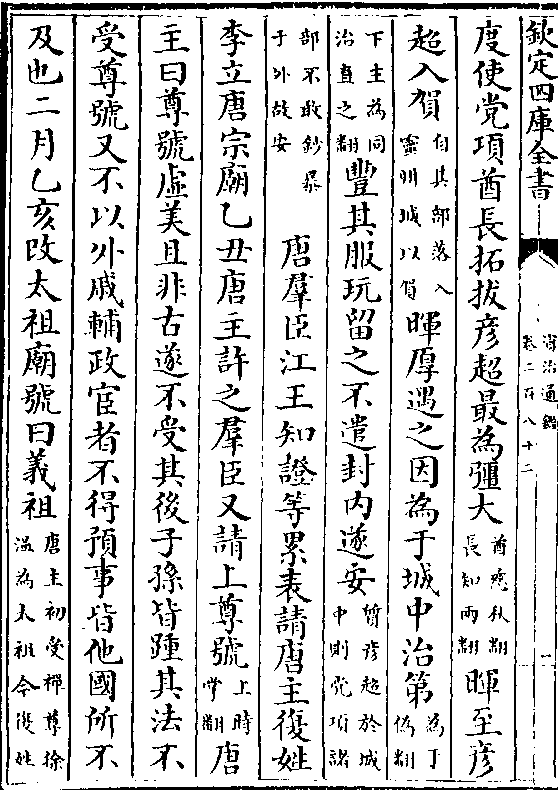 欽定四庫全書
資治通鑑
卷二百八十二
一
度使党項酋長拓拔彦超最為彊大酋慈秋翻
長知兩翻暉至彦
超入賀自其部落入
靈州城以賀暉厚遇之因為于城中治第為于
偽翻
下主為同
治直之翻豐其服玩留之不遣封内遂安質彦超於城
中則党項諸
部不敢鈔暴
于外故安 唐羣臣江王知證等累表請唐主復姓
李立唐宗廟乙丑唐主許之羣臣又請上尊號上時
掌翻唐
主曰尊號虚美且非古遂不受其後子孫皆踵其法不
受尊號又不以外戚輔政宦者不得預事皆他國所不
及也二月乙亥改太祖廟號曰義祖唐主初受禪尊徐
温為太祖今復姓